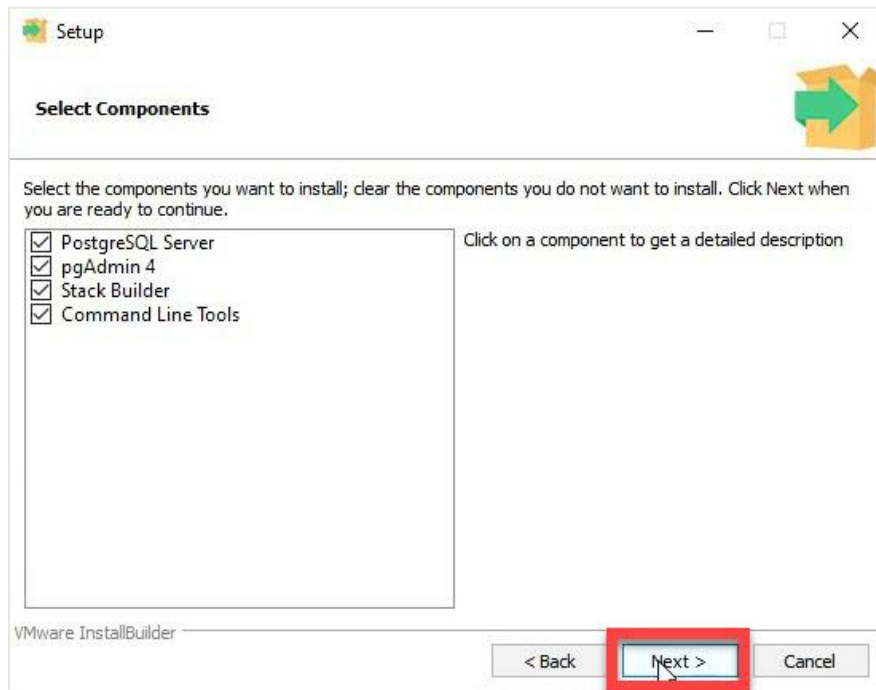 Setup
Select Components
Select the components you want to install; clear the components you do not want to install. Click Next when
you are ready to continue.
PostgreSQL Server
pgAdmin 4
Stack Builder
Command Line Tools
Click on a component to get a detailed description
VMware InstallBuilder
< Back
Next >
Cancel